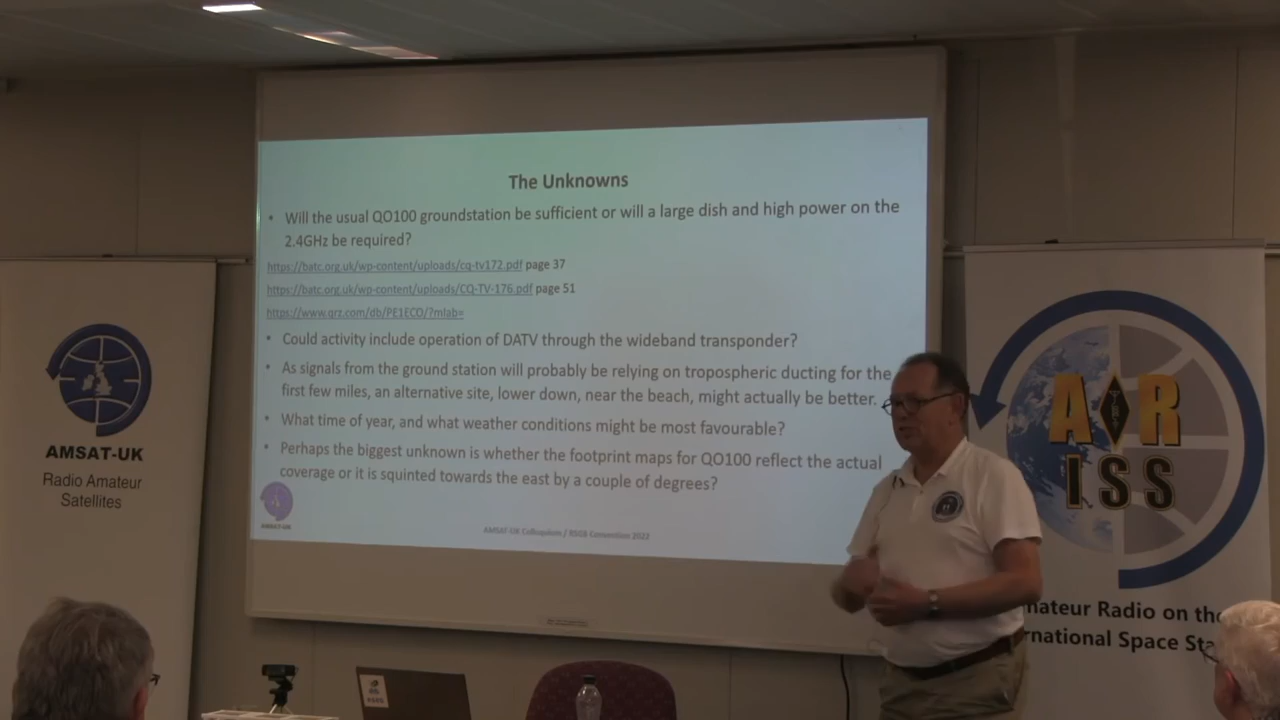 The Unknowns
• Will the usual QO100 groundstation be sufficient or will a large dish and high power on the
2.4GHz be required?
https://batc.org.uk/wp-content/uploads/cq-tv172.pdf page 37
https://batc.org.uk/wp-content/uploads/CQ-TV-176.pdf page 51
https://www.qrz.com/db/PE1ECO/?mlab=
• Could activity include operation of DATV through the wideband transponder?
• As signals from the ground station will probably be relying on tropospheric ducting for the
first few miles, an alternative site, lower down, near the beach, might actually be better.
• What time of year, and what weather conditions might be most favourable?
• Perhaps the biggest unknown is whether the footprint maps for QO100 reflect the actual
coverage or it is squinted towards the east by a couple of degrees?
AMSAT-UK
AMSAT-UK Colloquium / RSGB Convention 2022
AMSAT-UK
Radio Amateur
Satellites
ARISS
mateur Radio on the
rnational Space Sta